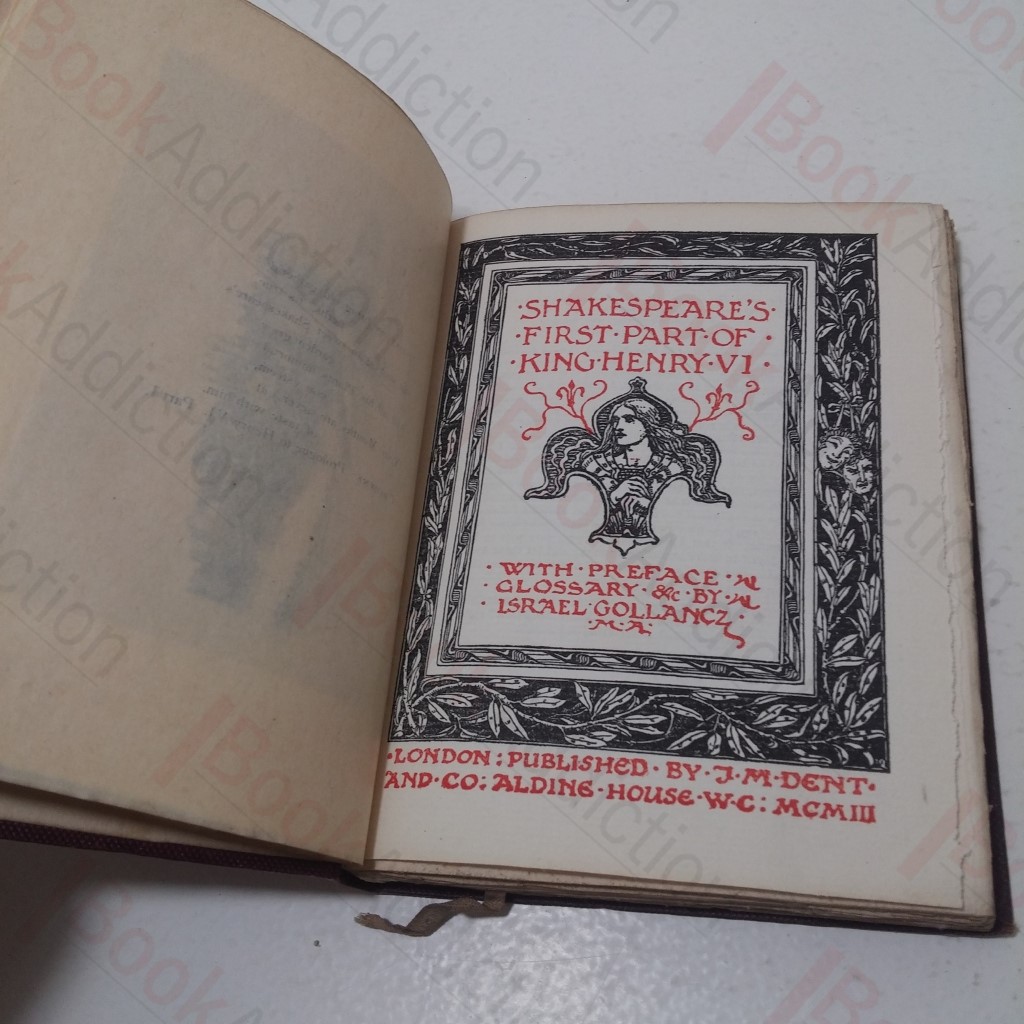 ·SHAKESPEARE'S·
·FIRST·PART·OF·
·KING·HENRY·VI·
·WITH·PREFACE·
·GLOSSARY·&c·BY·
·ISRAEL·GOLLANCZ
·M·A·
·LONDON:PUBLISHED·BY·J·M·DENT·
AND·CO:ALDINE·HOUSE·W·C:MCMIII
BookAddiction